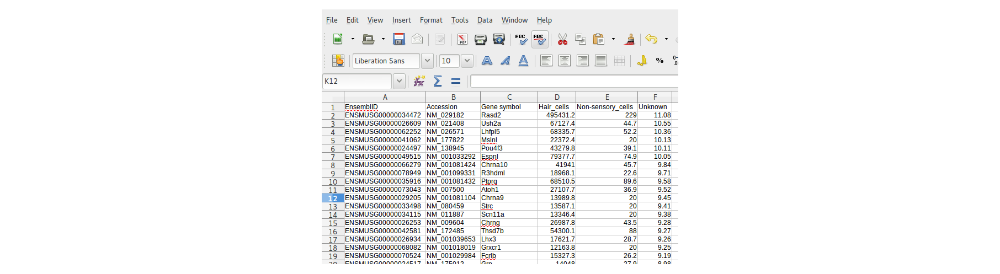 File Edit View Insert Format Tools Data Window Help
PDF ABC ABC
Liberation Sans 10 %
K12
A B C D E F
1 EnsemblID Accession Gene symbol Hair_cells Non-sensory_cells Unknown
2 ENSMUSG00000034472 NM_029182 Rasd2 495431.2 229 11.08
3 ENSMUSG00000026609 NM_021408 Ush2a 67127.4 44.7 10.55
4 ENSMUSG00000062252 NM_026571 Lhfpl5 68335.7 52.2 10.36
5 ENSMUSG00000041062 NM_177822 Mslnl 22372.4 20 10.13
6 ENSMUSG00000024497 NM_138945 Pou4f3 43279.8 39.1 10.11
7 ENSMUSG00000049515 NM_001033292 Espnl 79377.7 74.9 10.05
8 ENSMUSG00000066279 NM_001081424 Chrna10 41941 45.7 9.84
9 ENSMUSG00000078949 NM_001099331 R3hdml 18968.1 22.6 9.71
10 ENSMUSG00000035916 NM_001081432 Ptprq 68510.5 89.6 9.58
11 ENSMUSG00000073043 NM_007500 Atoh1 27107.7 36.9 9.52
12 ENSMUSG00000029205 NM_001081104 Chrna9 13989.8 20 9.45
13 ENSMUSG00000033498 NM_080459 Strc 13587.1 20 9.41
14 ENSMUSG00000034115 NM_011887 Scn11a 13346.4 20 9.38
15 ENSMUSG00000026253 NM_009604 Chrng 26987.8 43.5 9.28
16 ENSMUSG00000042581 NM_172485 Thsd7b 54300.1 88 9.27
17 ENSMUSG00000026934 NM_001039653 Lhx3 17621.7 28.7 9.26
18 ENSMUSG00000068082 NM_001018019 Grxcr1 12163.8 20 9.25
19 ENSMUSG00000070524 NM_001029984 Fcrlb 15327.3 26.2 9.19